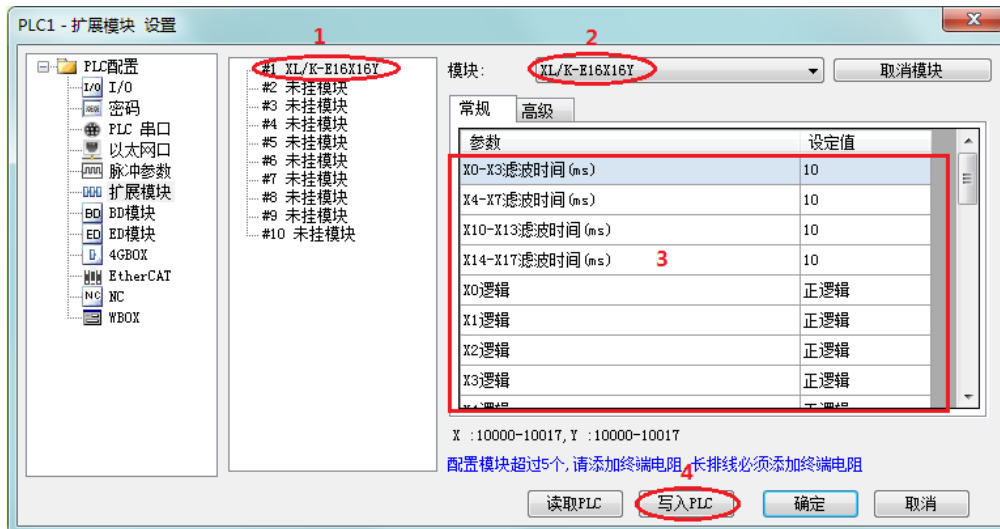 PLC1 - 扩展模块 设置
PLC配置
I/O I/O
密码
PLC 串口
以太网口
脉冲参数
扩展模块
BD BD模块
ED ED模块
4GBOX
EtherCAT
NC NC
WBOX
1
#1 XL/K-E16X16Y
#2 未挂模块
#3 未挂模块
#4 未挂模块
#5 未挂模块
#6 未挂模块
#7 未挂模块
#8 未挂模块
#9 未挂模块
#10 未挂模块
2
模块: XL/K-E16X16Y 取消模块
常规 高级
参数 设定值
X0-X3滤波时间(ms) 10
X4-X7滤波时间(ms) 10
X10-X13滤波时间(ms) 10
X14-X17滤波时间(ms) 10
3
X0逻辑 正逻辑
X1逻辑 正逻辑
X2逻辑 正逻辑
X3逻辑 正逻辑
X :10000-10017,Y :10000-10017
配置模块超过5个,请添加终端电阻,长排线必须添加终端电阻
4
读取PLC 写入PLC 确定 取消